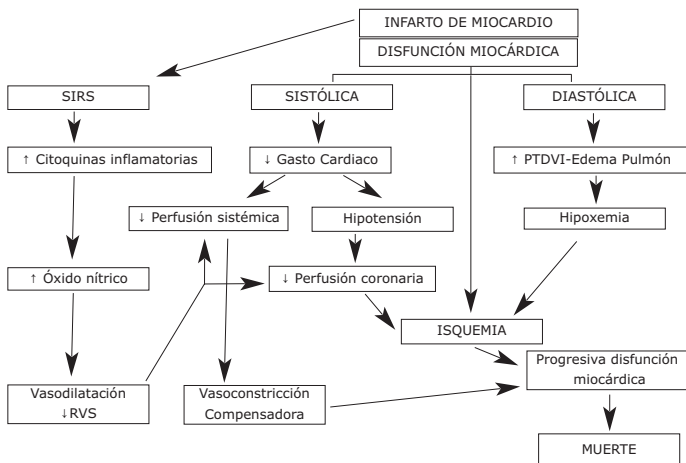 INFARTO DE MIOCARDIO
DISFUNCIÓN MIOCÁRDICA
SIRS
SISTÓLICA
DIASTÓLICA
↑ Citoquinas inflamatorias
↓ Gasto Cardiaco
↑ PTDVI-Edema Pulmón
↓ Perfusión sistémica
Hipotensión
Hipoxemia
↑ Óxido nítrico
↓ Perfusión coronaria
ISQUEMIA
Vasodilatación
↓RVS
Vasoconstricción
Compensadora
Progresiva disfunción
miocárdica
MUERTE